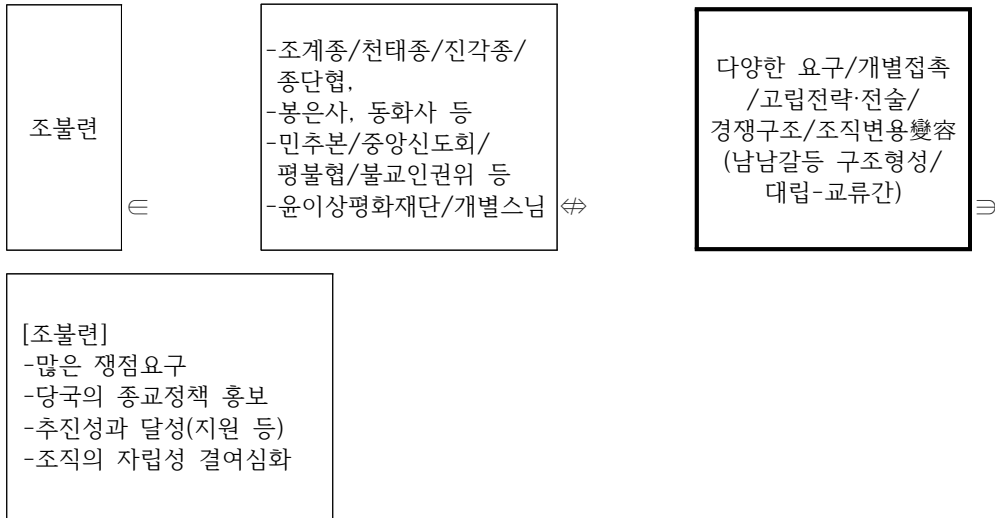 조불련
∈
-조계종/천태종/진각종/
종단협,
-봉은사, 동화사 등
-민추본/중앙신도회/
평불협/불교인권위 등
-윤이상평화재단/개별스님
⇎
다양한 요구/개별접촉
/고립전략·전술/
경쟁구조/조직변용變容
(남남갈등 구조형성/
대립-교류간)
∋
[조불련]
-많은 쟁점요구
-당국의 종교정책 홍보
-추진성과 달성(지원 등)
-조직의 자립성 결여심화